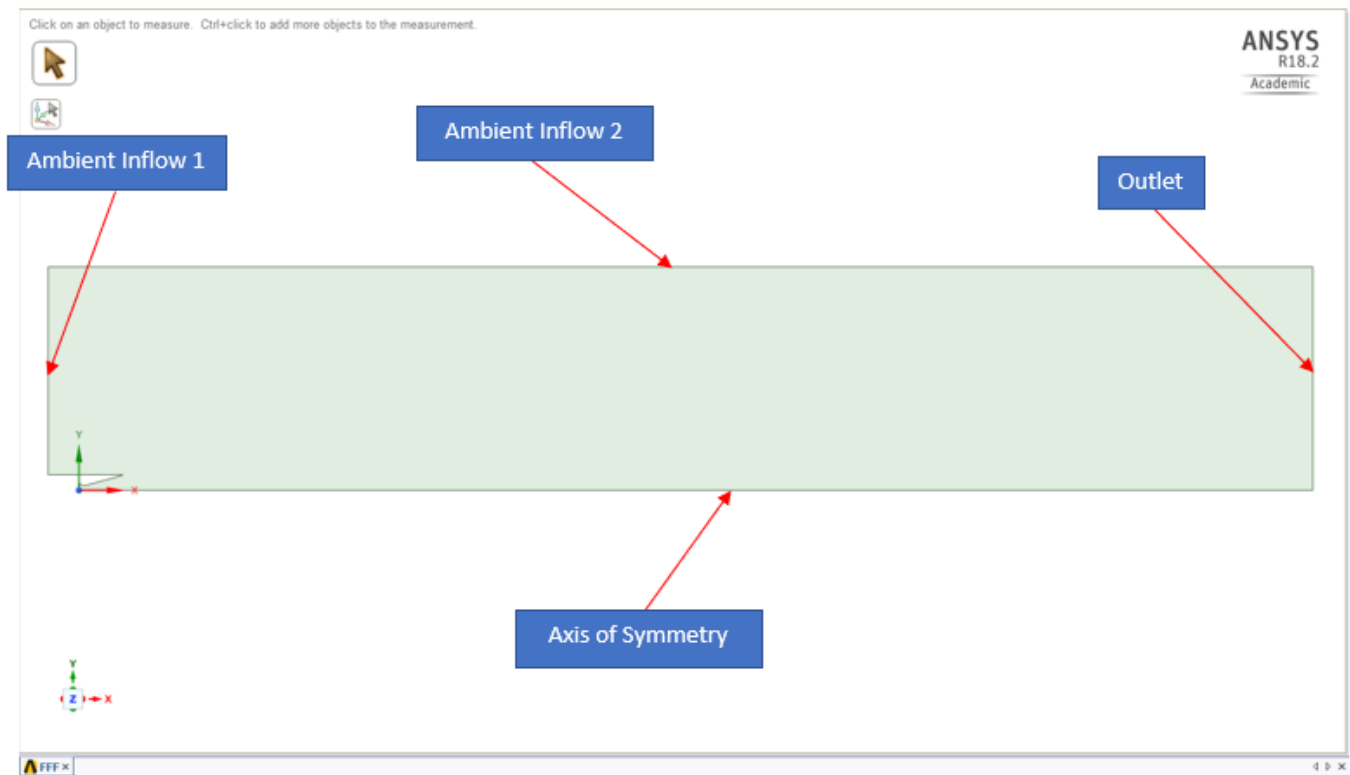 Click on an object to measure. Ctrl+click to add more objects to the measurement.
ANSYS
R18.2
Academic
Ambient Inflow 2
Ambient Inflow 1
Outlet
Y
X
Axis of Symmetry
Y
Z
X
FFF